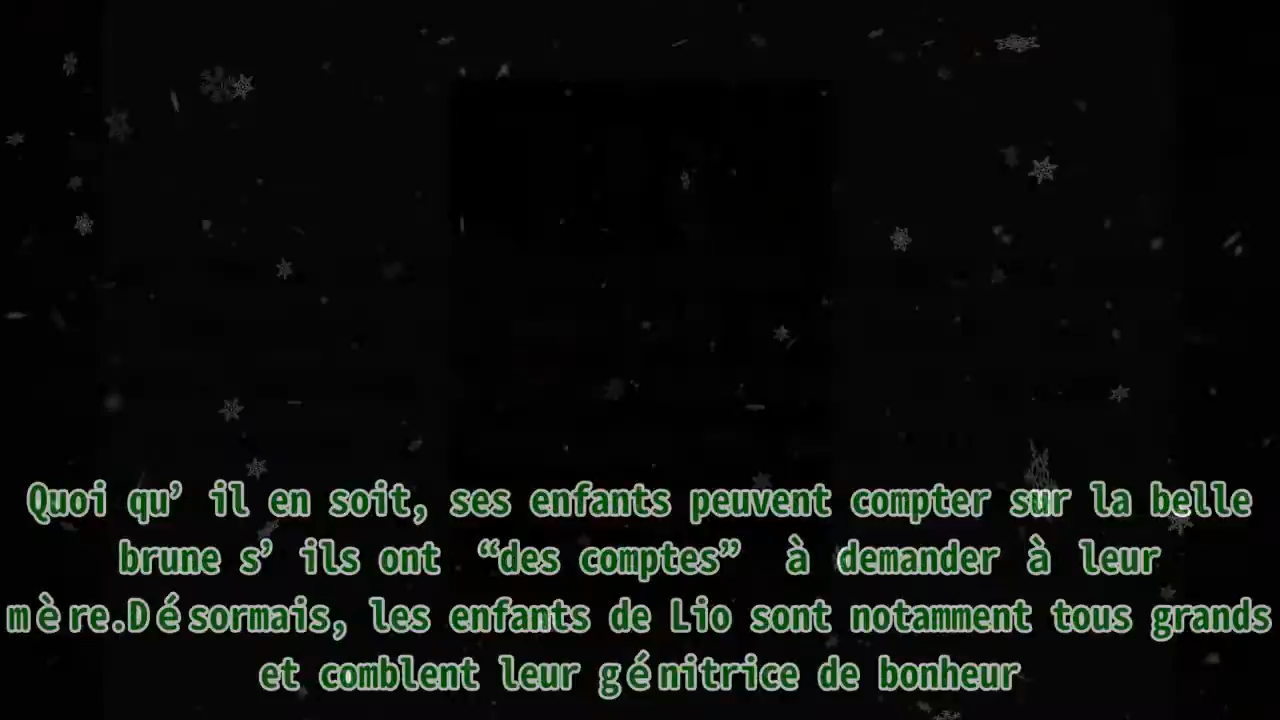 Quoi qu’ il en soit, ses enfants peuvent compter sur la belle
brune s’ ils ont “des comptes” à demander à leur
mère.Désormais, les enfants de Lio sont notamment tous grands
et comblent leur génitrice de bonheur